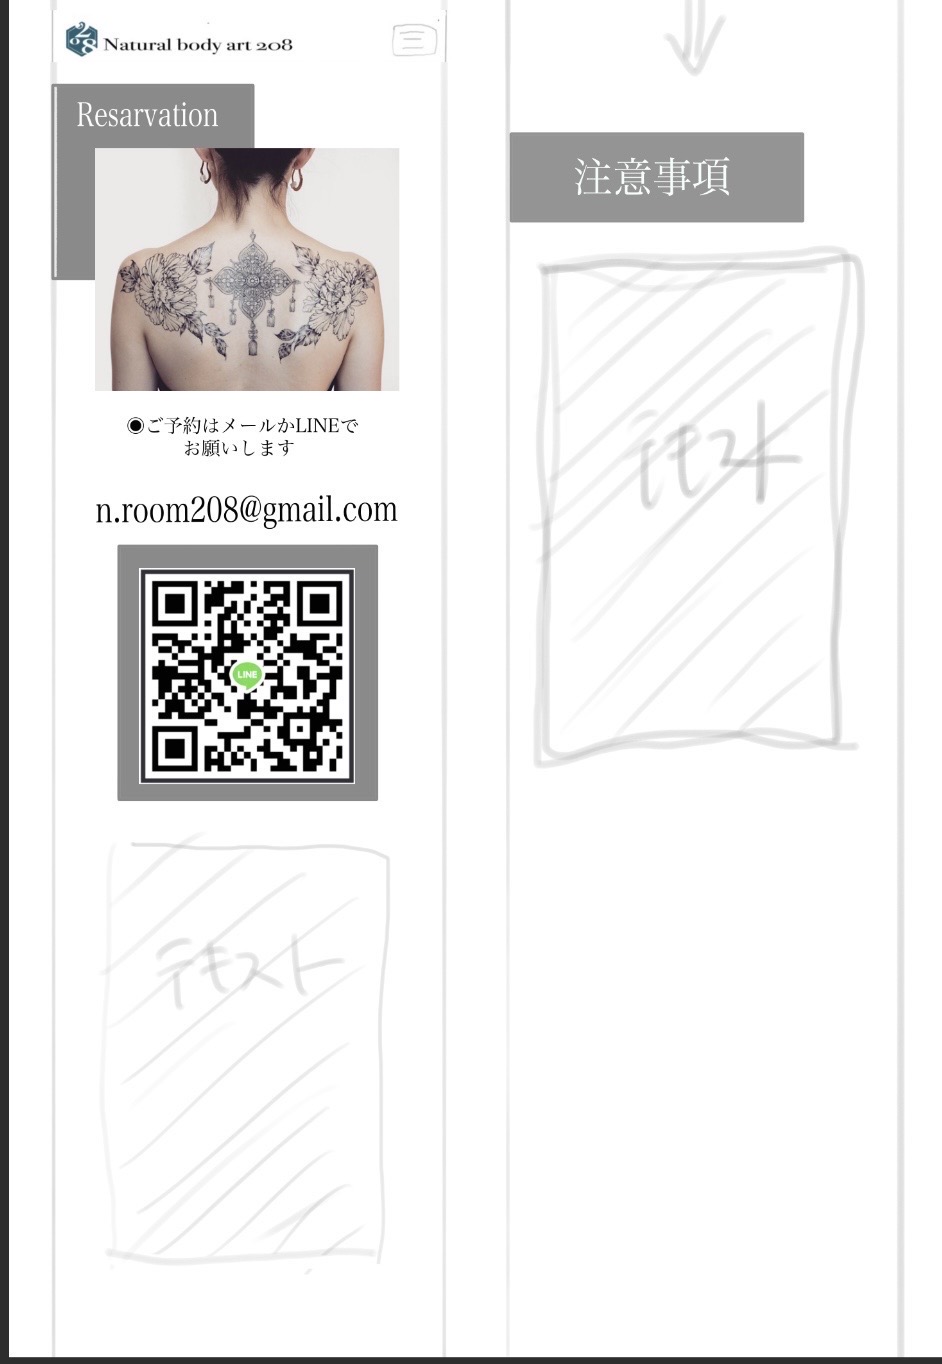 208
Natural body art 208
Resarvation
◉ご予約はメールかLINEで
お願いします
n.room208@gmail.com
LINE
テキスト
注意事項
テキスト